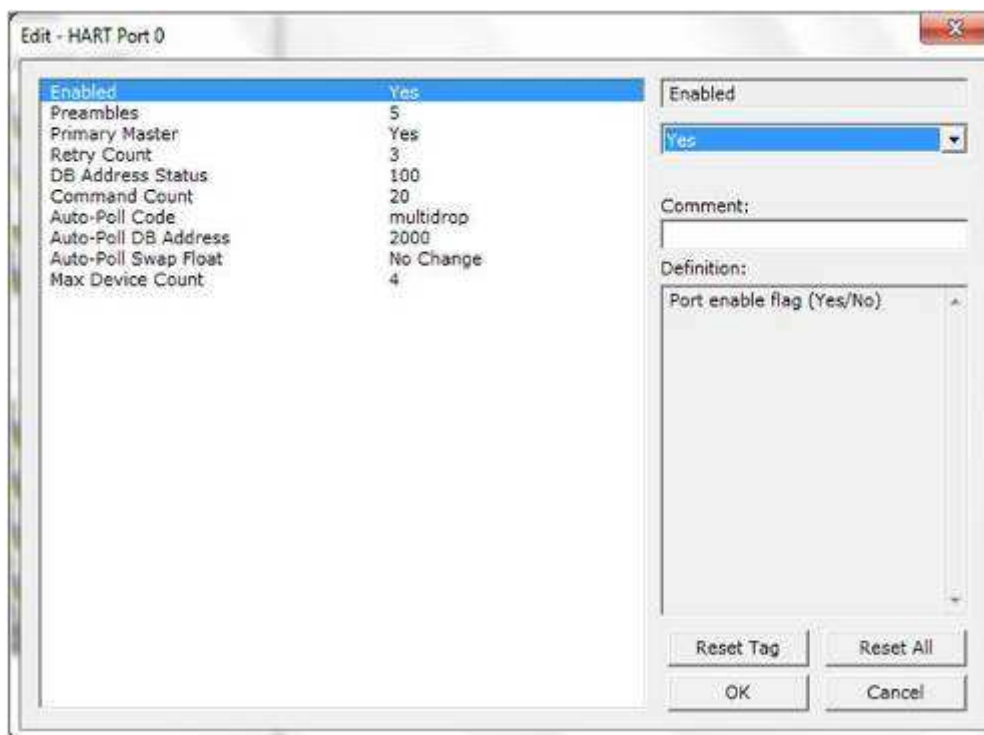 Edit - HART Port 0
Enabled Yes
Preambles 5
Primary Master Yes
Retry Count 3
DB Address Status 100
Command Count 20
Auto-Poll Code multidrop
Auto-Poll DB Address 2000
Auto-Poll Swap Float No Change
Max Device Count 4
Enabled
Yes
Comment:
Definition:
Port enable flag (Yes/No)
Reset Tag Reset All
OK Cancel